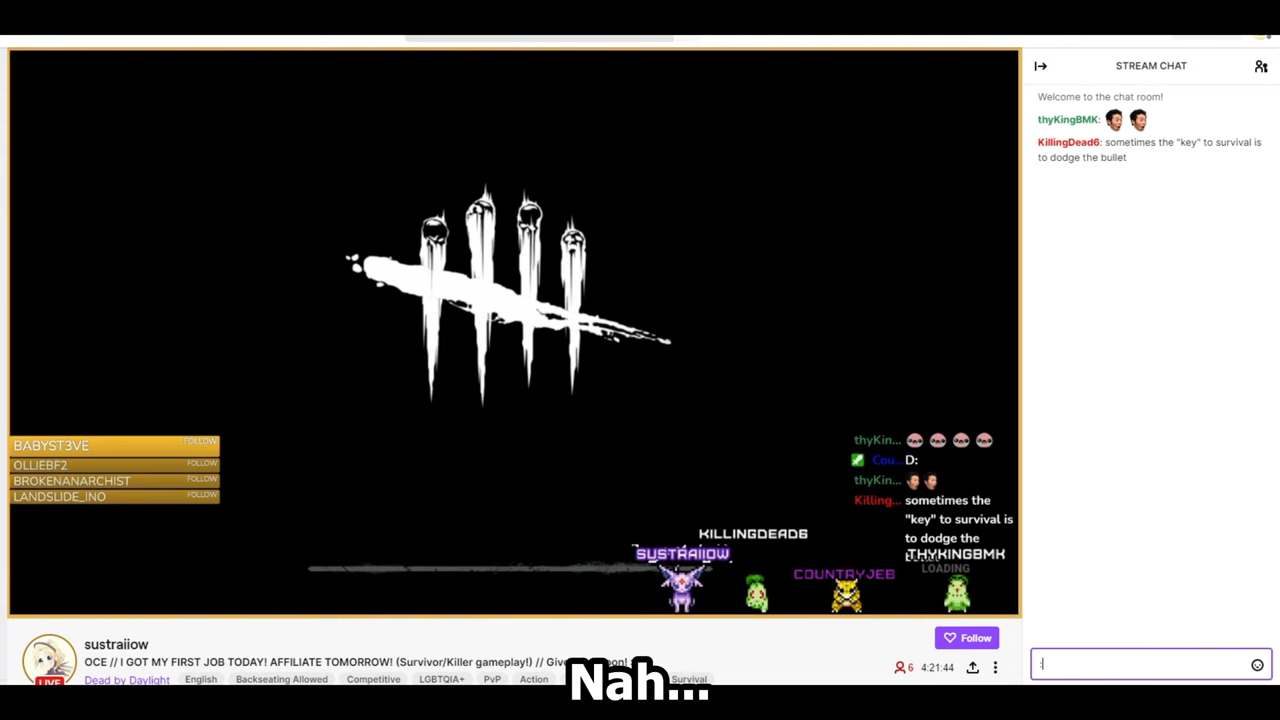 STREAM CHAT
Welcome to the chat room!
thyKingBMK:
KillingDead6: sometimes the "key" to survival is
to dodge the bullet
BABYST3VE FOLLOW
OLLIEBF2 FOLLOW
BROKENANARCHIST FOLLOW
LANDSLIDE_INO FOLLOW
thyKin...
Cou... D:
thyKin...
Killing... sometimes the
"key" to survival is
to dodge the
KILLINGDEAD6
SUSTRAIIOW
COUNTRYJEB
THYKINGBMK
LOADING
sustraiiow
Follow
OCE // I GOT MY FIRST JOB TODAY! AFFILIATE TOMORROW! (Survivor/Killer gameplay!) // Give
6 4:21:44
LIVE
Dead by Daylight English Backseating Allowed Competitive LGBTQIA+ PvP Action Survival
:
Nah...